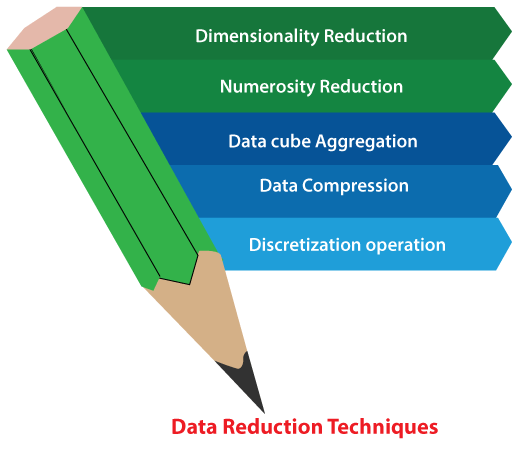 Dimensionality Reduction
Numerosity Reduction
Data cube Aggregation
Data Compression
Discretization operation
Data Reduction Techniques